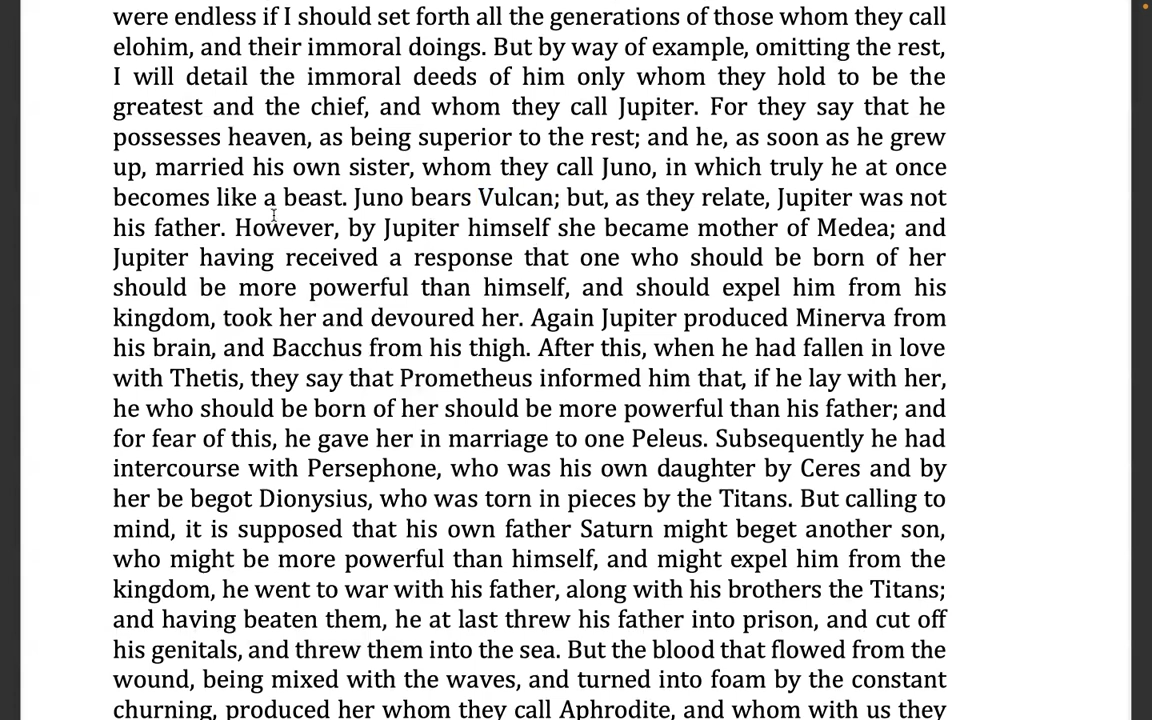 were endless if I should set forth all the generations of those whom they call
elohim, and their immoral doings. But by way of example, omitting the rest,
I will detail the immoral deeds of him only whom they hold to be the
greatest and the chief, and whom they call Jupiter. For they say that he
possesses heaven, as being superior to the rest; and he, as soon as he grew
up, married his own sister, whom they call Juno, in which truly he at once
becomes like a beast. Juno bears Vulcan; but, as they relate, Jupiter was not
his father. However, by Jupiter himself she became mother of Medea; and
Jupiter having received a response that one who should be born of her
should be more powerful than himself, and should expel him from his
kingdom, took her and devoured her. Again Jupiter produced Minerva from
his brain, and Bacchus from his thigh. After this, when he had fallen in love
with Thetis, they say that Prometheus informed him that, if he lay with her,
he who should be born of her should be more powerful than his father; and
for fear of this, he gave her in marriage to one Peleus. Subsequently he had
intercourse with Persephone, who was his own daughter by Ceres and by
her be begot Dionysius, who was torn in pieces by the Titans. But calling to
mind, it is supposed that his own father Saturn might beget another son,
who might be more powerful than himself, and might expel him from the
kingdom, he went to war with his father, along with his brothers the Titans;
and having beaten them, he at last threw his father into prison, and cut off
his genitals, and threw them into the sea. But the blood that flowed from the
wound, being mixed with the waves, and turned into foam by the constant
churning, produced her whom they call Aphrodite, and whom with us they